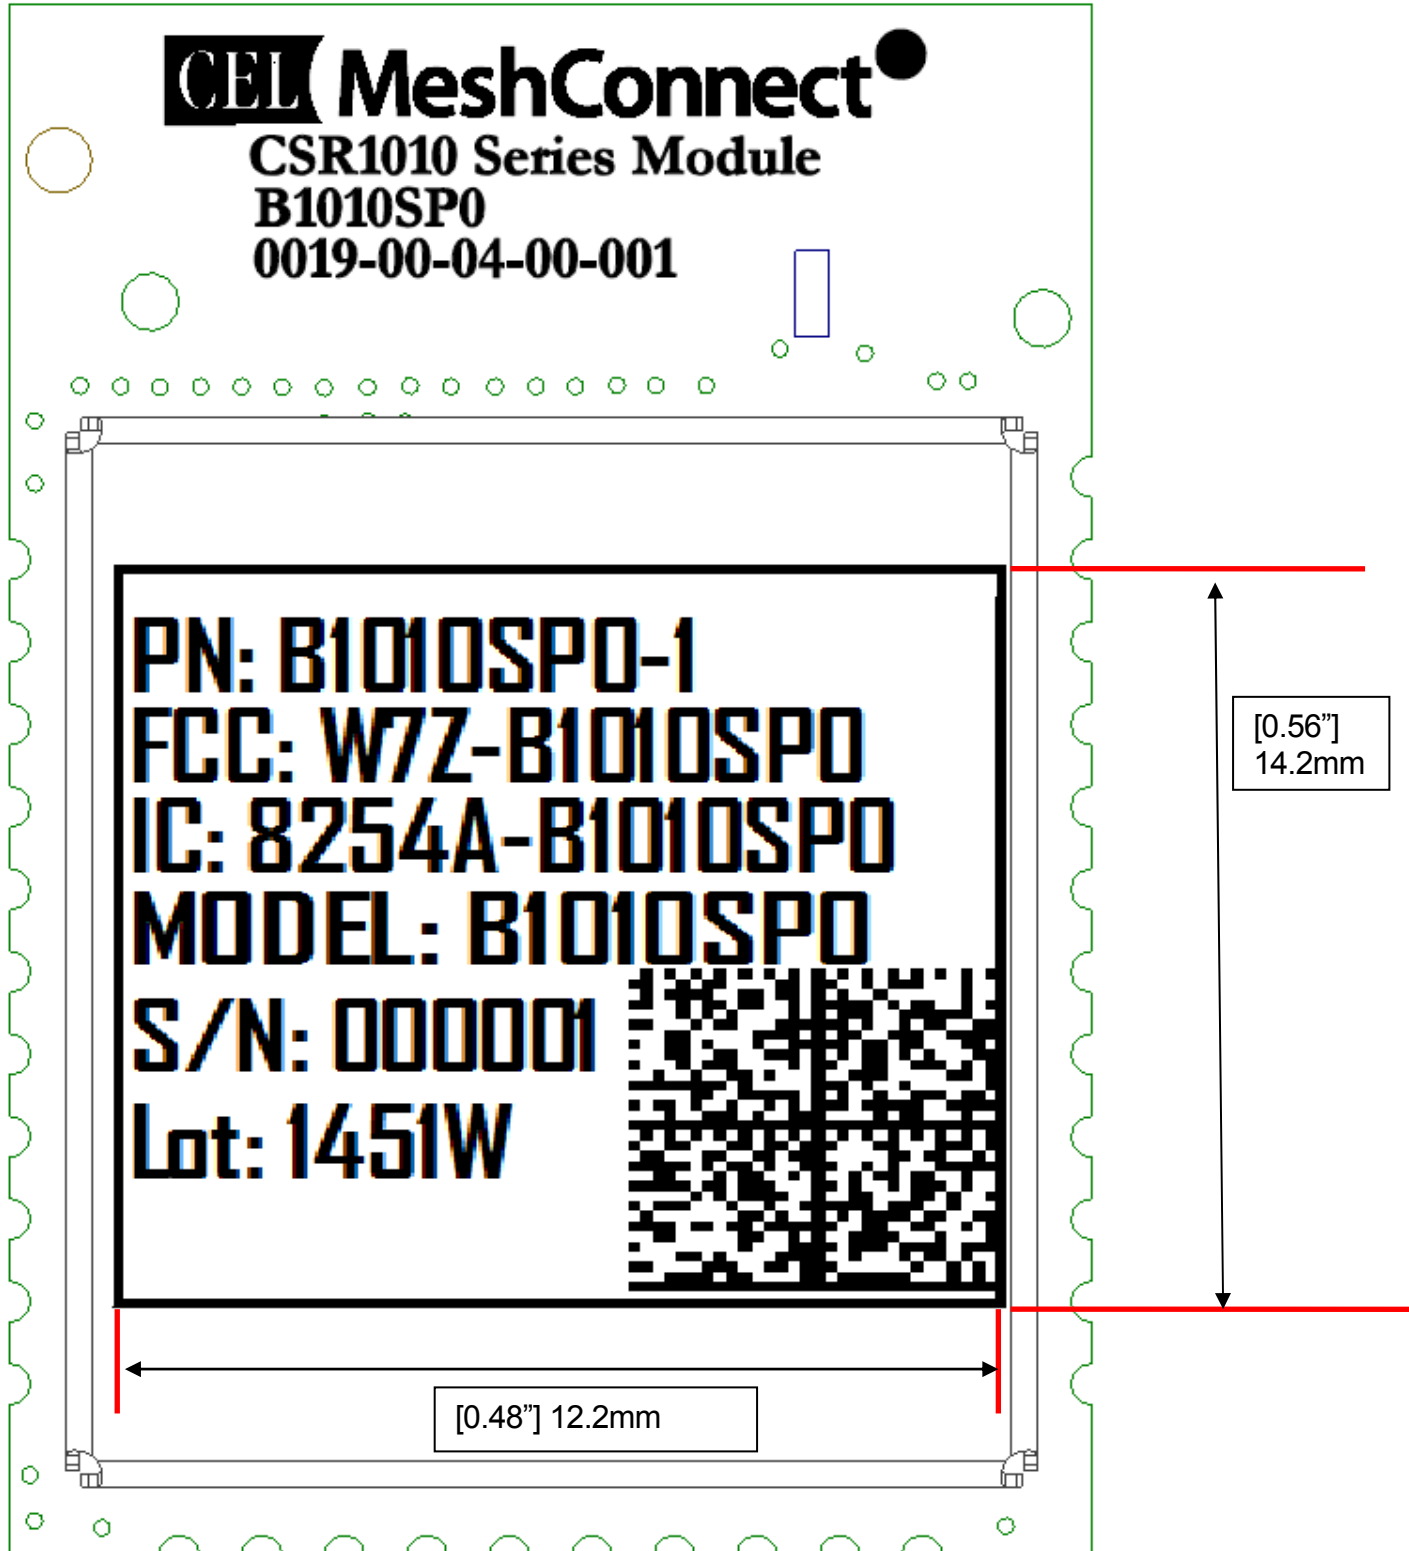 CEL MeshConnect
CSR1010 Series Module
B1010SP0
0019-00-04-00-001
PN: B1010SP0-1
FCC: W7Z-B1010SP0
IC: 8254A-B1010SP0
MODEL: B1010SP0
S/N: 000001
Lot: 1451W
[0.56”]
14.2mm
[0.48”] 12.2mm